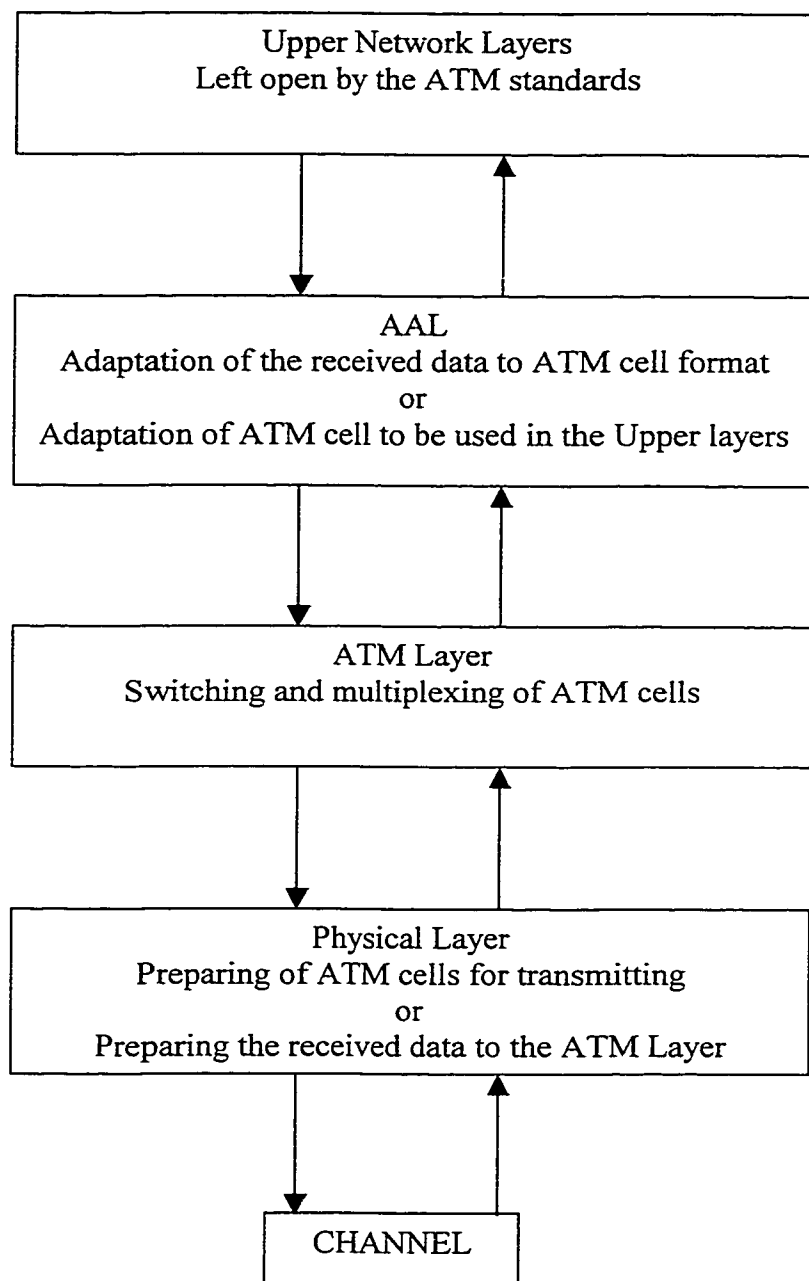 Upper Network Layers
Left open by the ATM standards
AAL
Adaptation of the received data to ATM cell format
or
Adaptation of ATM cell to be used in the Upper layers
ATM Layer
Switching and multiplexing of ATM cells
Physical Layer
Preparing of ATM cells for transmitting
or
Preparing the received data to the ATM Layer
CHANNEL